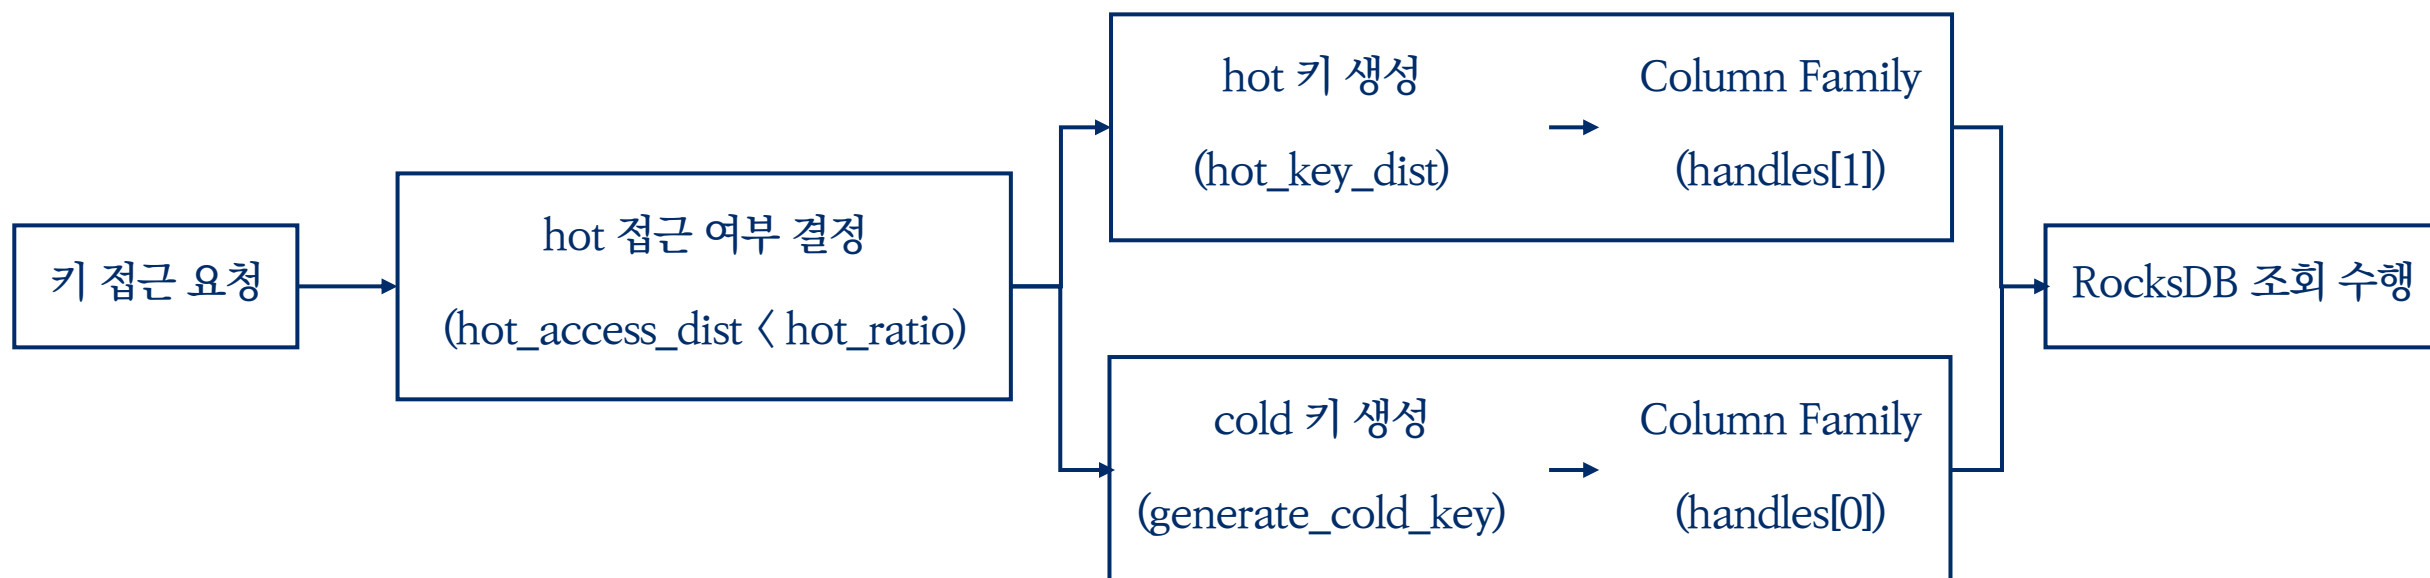 키 접근 요청
hot 접근 여부 결정
(hot_access_dist < hot_ratio)
hot 키 생성
(hot_key_dist)
Column Family
(handles[1])
cold 키 생성
(generate_cold_key)
Column Family
(handles[0])
RocksDB 조회 수행